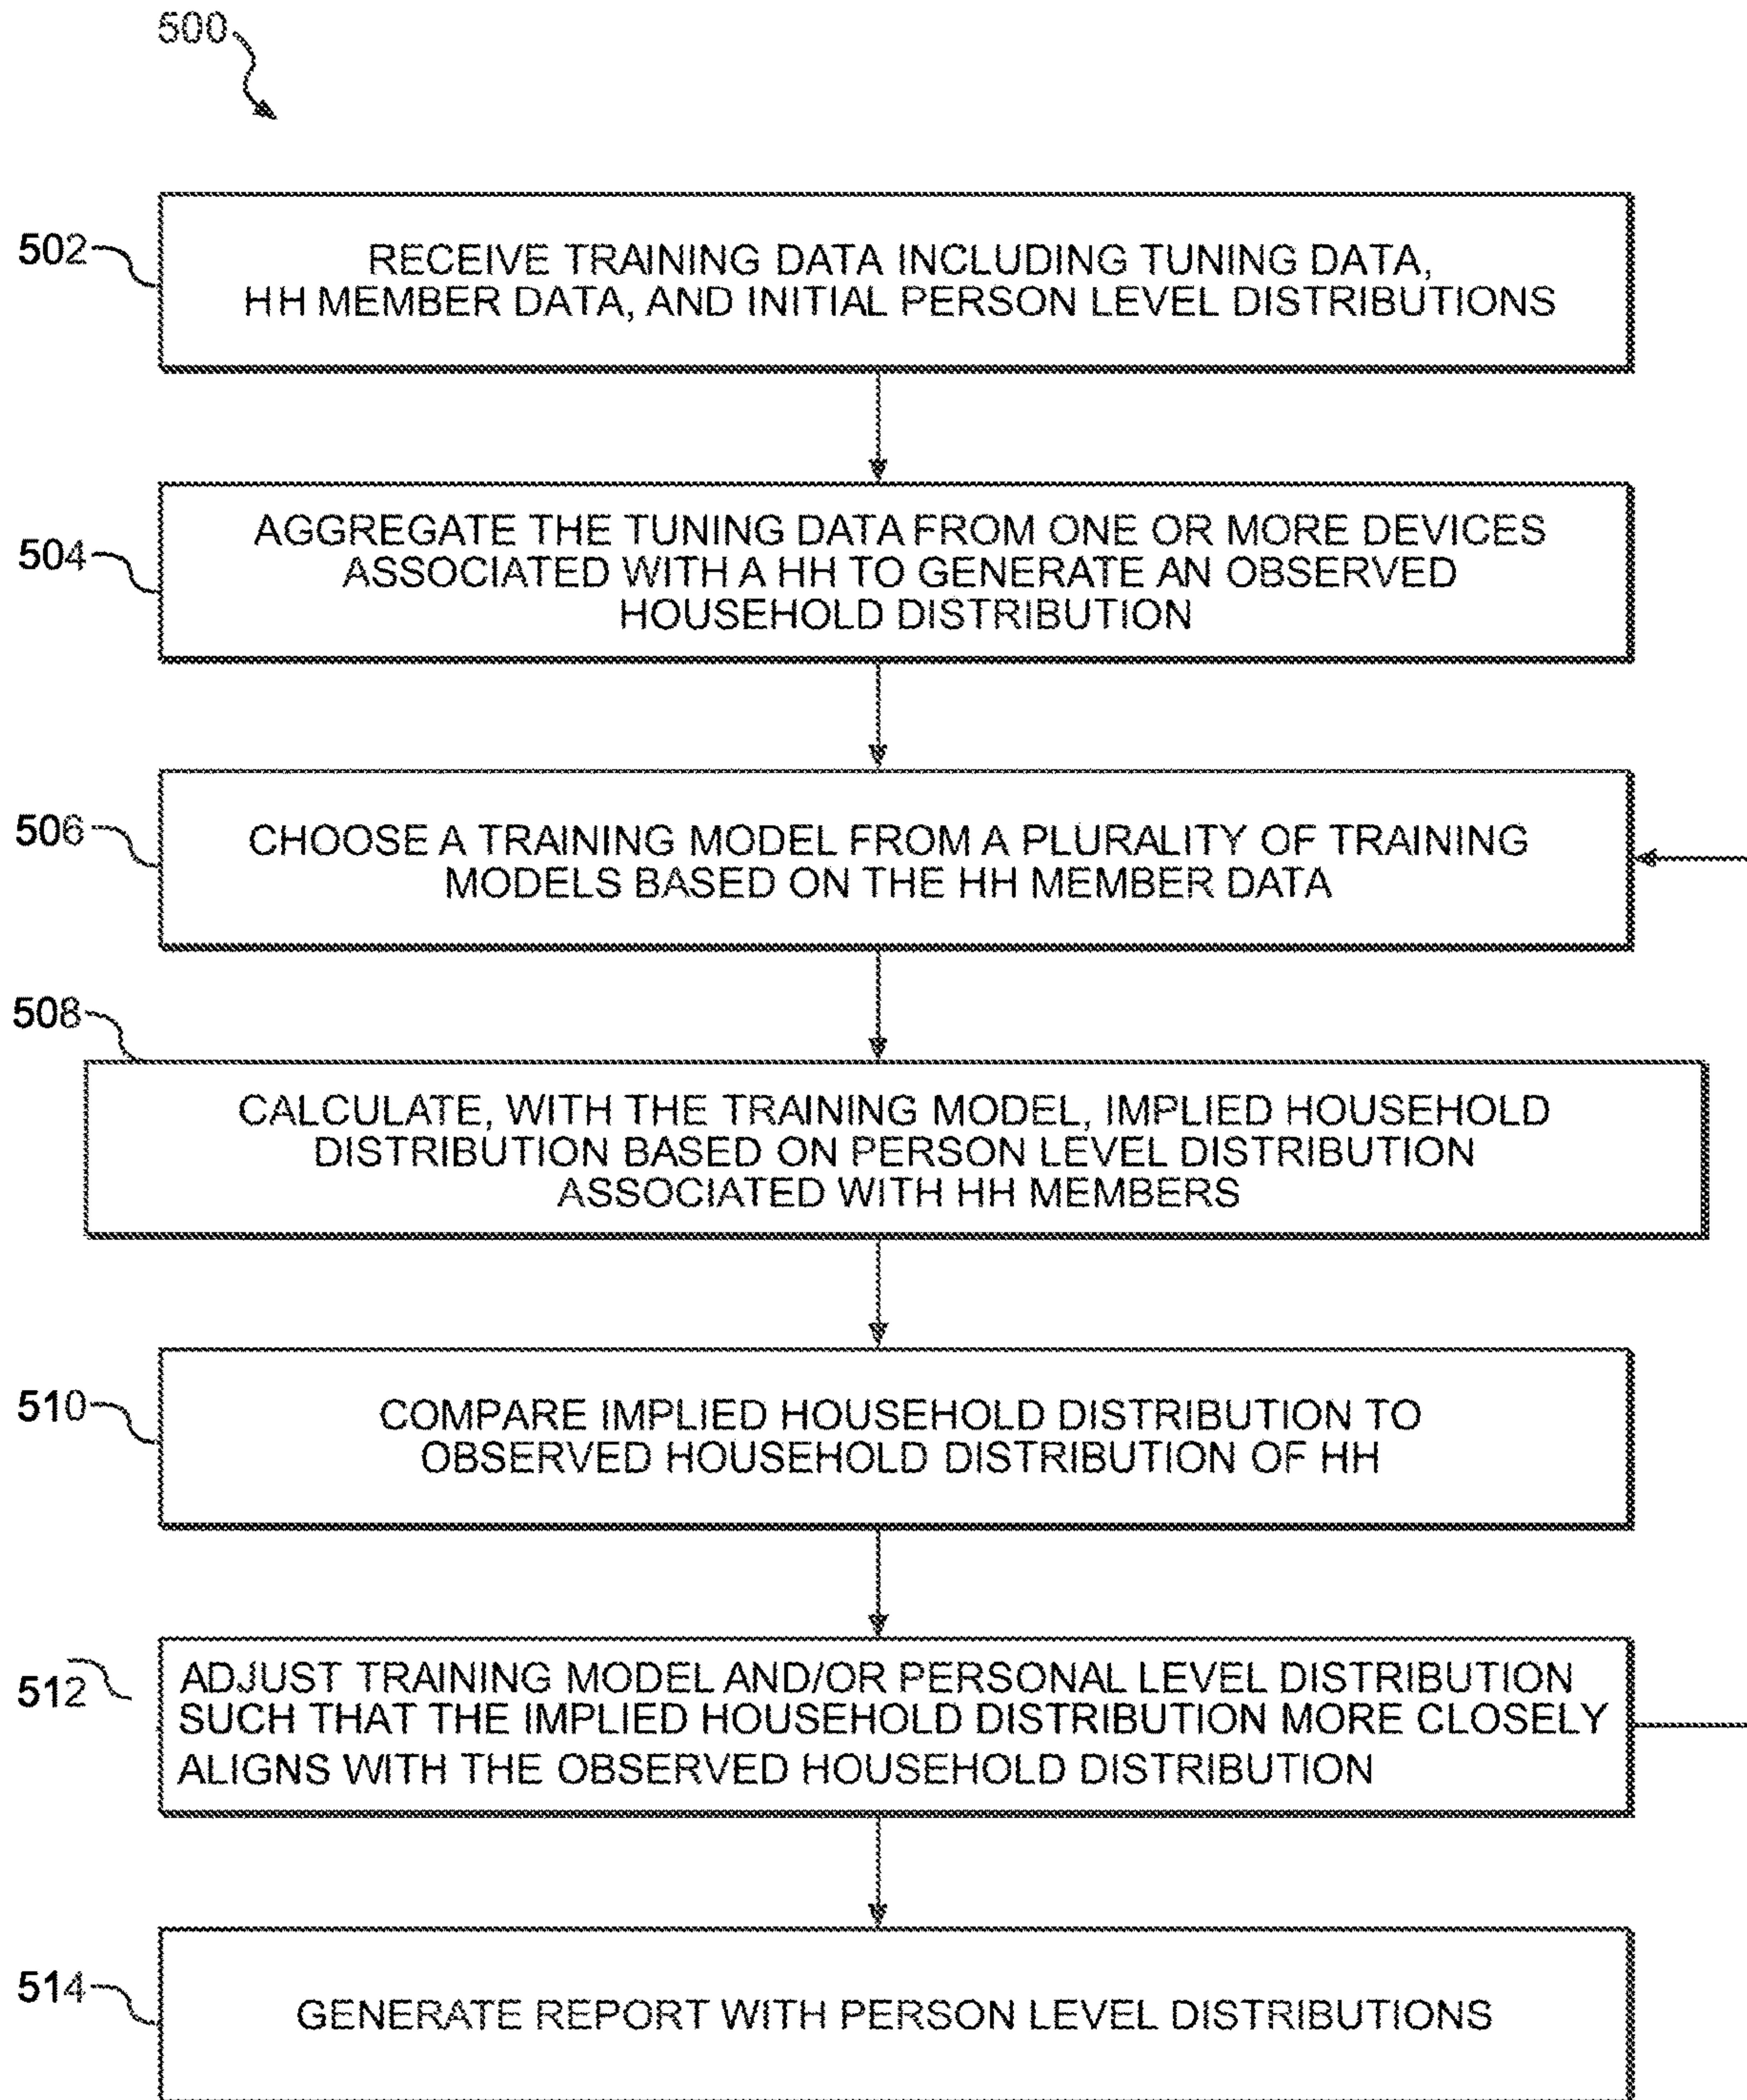 500
502
RECEIVE TRAINING DATA INCLUDING TUNING DATA,
HH MEMBER DATA, AND INITIAL PERSON LEVEL DISTRIBUTIONS
504
AGGREGATE THE TUNING DATA FROM ONE OR MORE DEVICES
ASSOCIATED WITH A HH TO GENERATE AN OBSERVED
HOUSEHOLD DISTRIBUTION
506
CHOOSE A TRAINING MODEL FROM A PLURALITY OF TRAINING
MODELS BASED ON THE HH MEMBER DATA
508
CALCULATE, WITH THE TRAINING MODEL, IMPLIED HOUSEHOLD
DISTRIBUTION BASED ON PERSON LEVEL DISTRIBUTION
ASSOCIATED WITH HH MEMBERS
510
COMPARE IMPLIED HOUSEHOLD DISTRIBUTION TO
OBSERVED HOUSEHOLD DISTRIBUTION OF HH
512
ADJUST TRAINING MODEL AND/OR PERSONAL LEVEL DISTRIBUTION
SUCH THAT THE IMPLIED HOUSEHOLD DISTRIBUTION MORE CLOSELY
ALIGNS WITH THE OBSERVED HOUSEHOLD DISTRIBUTION
514
GENERATE REPORT WITH PERSON LEVEL DISTRIBUTIONS